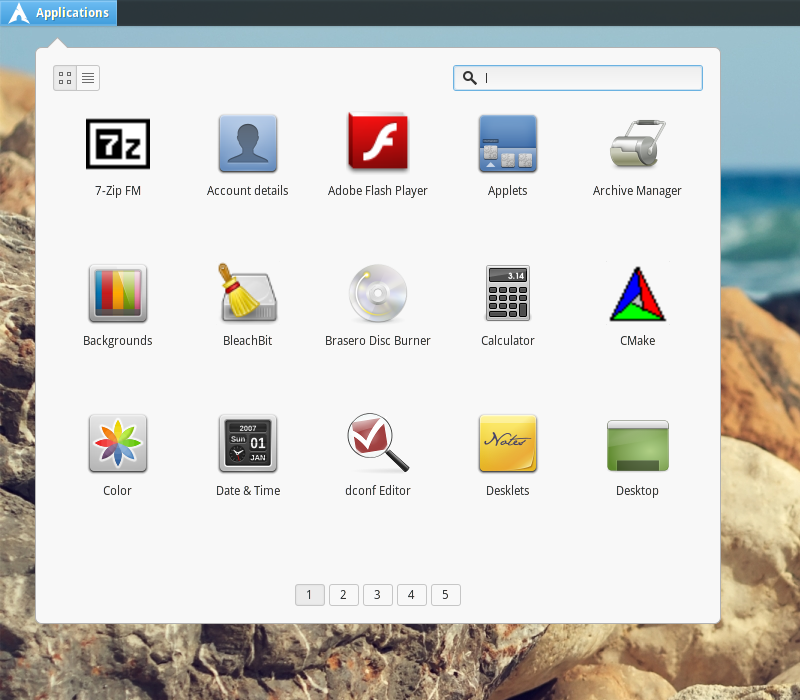 Applications
7z
7-Zip FM
Account details
Adobe Flash Player
Applets
Archive Manager
3.14
Backgrounds
BleachBit
Brasero Disc Burner
Calculator
CMake
2007
Sun
01
JAN
Notes
Color
Date & Time
dconf Editor
Desklets
Desktop
1
2
3
4
5